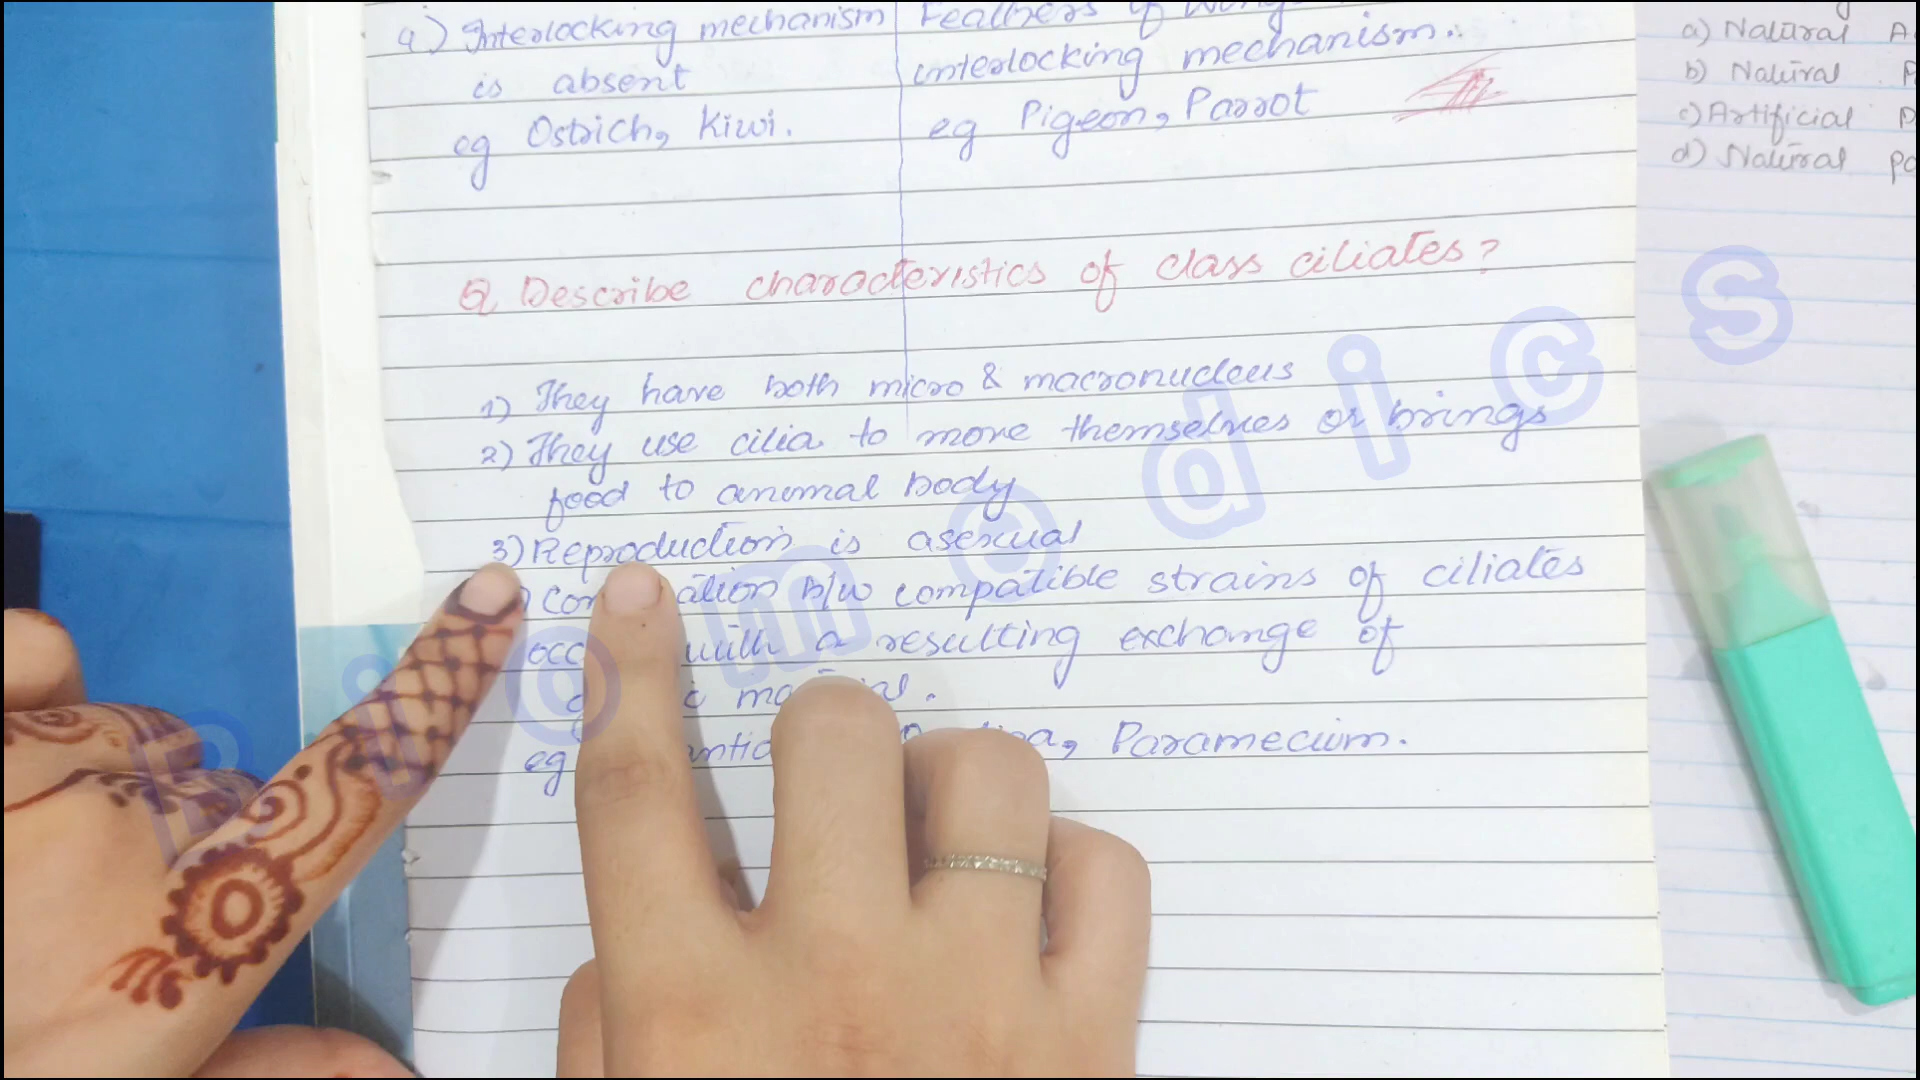 4) Interlocking mechanism
is absent
eg Ostrich, Kiwi.
Feathers of
interlocking mechanism.
eg Pigeon, Parrot
Q Describe characteristics of class ciliates?
1) They have both micro & macronucleus
2) They use cilia to move themselves or brings
food to animal body
3) Reproduction is asexual
b/w compatible strains of ciliates
with a resulting exchange of
eg Paramecium.
a) Natural
b) Natural
c) Artificial
d) Natural
Biomedics